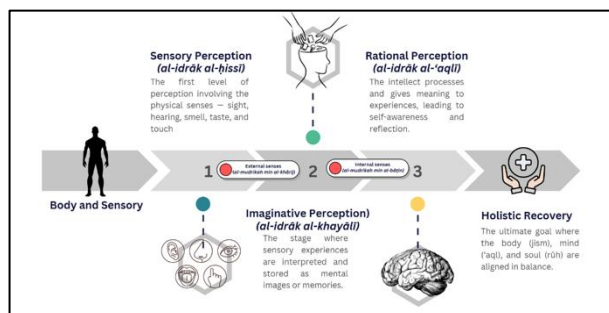 Sensory Perception
(al-idrāk al-ḥissī)
The first level of
perception involving the
physical senses – sight,
hearing, smell, taste, and
touch
Rational Perception
(al-idrāk al-‘aqlī)
The intellect processes
and gives meaning to
experiences, leading to
self-awareness and
reflection.
Body and Sensory
1
External senses
(al-mudrikah min al-khārij)
2
Internal senses
(al-mudrikah min al-bāṭin)
3
Imaginative Perception)
(al-idrāk al-khayālī)
The stage where
sensory experiences
are interpreted and
stored as mental
images or memories.
Holistic Recovery
The ultimate goal where
the body (jism), mind
(‘aql), and soul (rūḥ) are
aligned in balance.